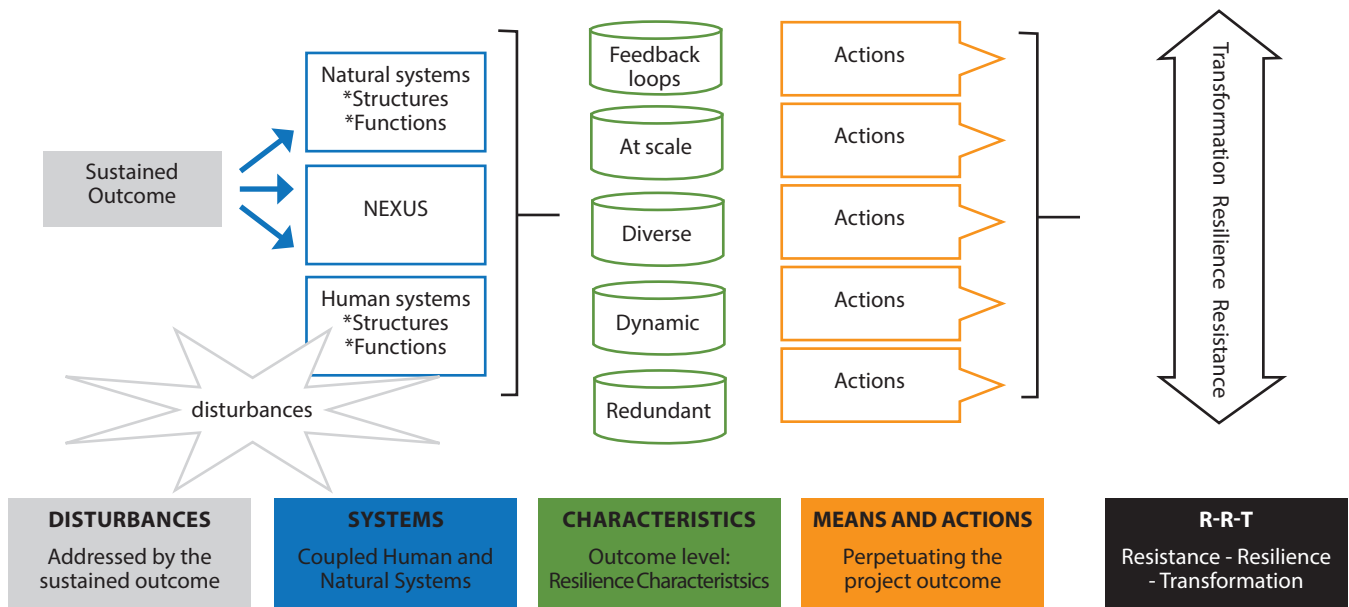 Sustained
Outcome
Natural systems
*Structures
*Functions
NEXUS
Human systems
*Structures
*Functions
disturbances
Feedback
loops
At scale
Diverse
Dynamic
Redundant
Actions
Actions
Actions
Actions
Actions
Transformation Resilience Resistance
DISTURBANCES
Addressed by the
sustained outcome
SYSTEMS
Coupled Human and
Natural Systems
CHARACTERISTICS
Outcome level:
Resilience Characteristsics
MEANS AND ACTIONS
Perpetuating the
project outcome
R-R-T
Resistance - Resilience
- Transformation